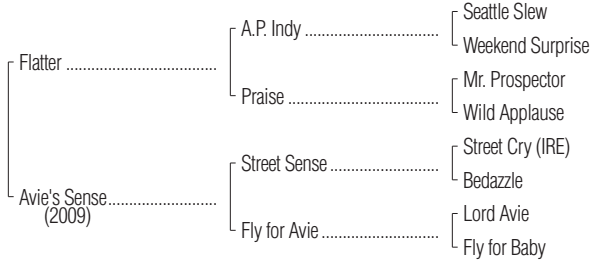 Seattle Slew
A.P. Indy ..............................
Weekend Surprise
Flatter ..................................
Mr. Prospector
Praise ..................................
Wild Applause
Street Cry (IRE)
Street Sense ........................
Bedazzle
Avie's Sense........................
(2009)
Lord Avie
Fly for Avie..........................
Fly for Baby